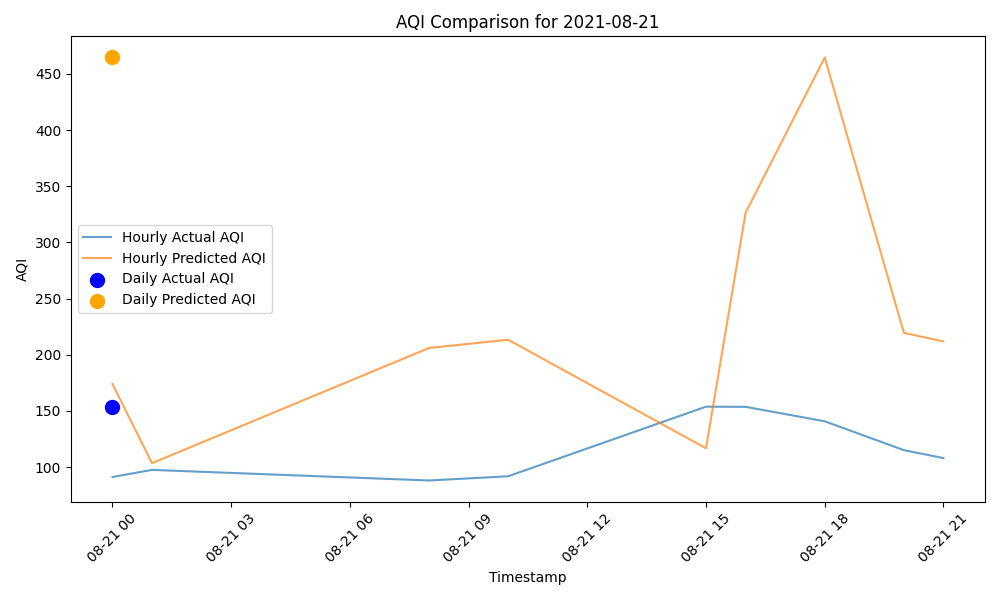 AQI Comparison for 2021-08-21
AQI
450
400
350
300
250
200
150
100
Hourly Actual AQI
Hourly Predicted AQI
Daily Actual AQI
Daily Predicted AQI
08-21 00
08-21 03
08-21 06
08-21 09
08-21 12
08-21 15
08-21 18
08-21 21
Timestamp